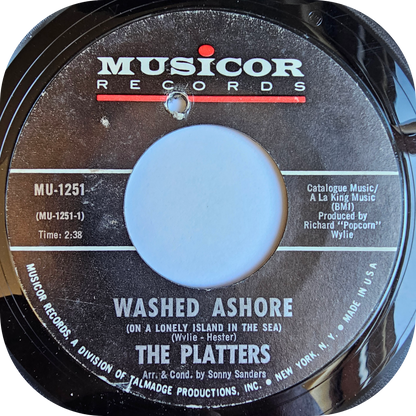 MUSICOR
RECORDS
MU-1251
(MU-1251-1)
Time: 2:38
Catalogue Music/
A La King Music
(BMI)
Produced by
Richard "Popcorn"
Wylie
WASHED ASHORE
(ON A LONELY ISLAND IN THE SEA)
(Wylie - Hester)
THE PLATTERS
Arr. & Cond. by Sonny Sanders
MUSICOR RECORDS, A DIVISION OF TALMADGE PRODUCTIONS, INC. • NEW YORK, N. Y. • MADE IN U.S.A.